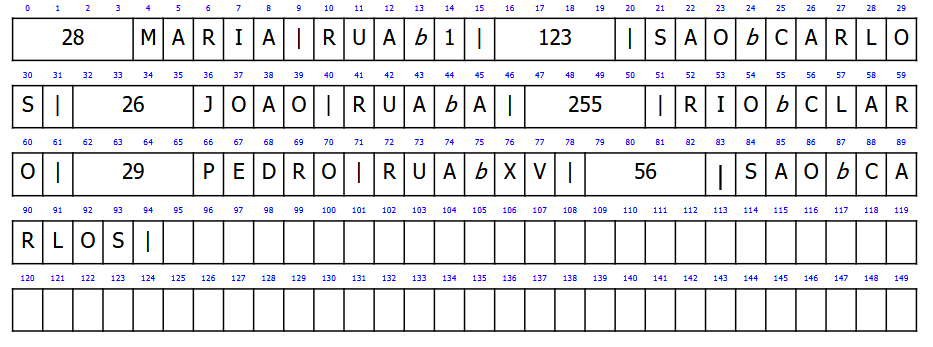 0 1 2 3 4 5 6 7 8 9 10 11 12 13 14 15 16 17 18 19 20 21 22 23 24 25 26 27 28 29
28 M A R I A | R U A b 1 | 123 | S A O b C A R L O
30 31 32 33 34 35 36 37 38 39 40 41 42 43 44 45 46 47 48 49 50 51 52 53 54 55 56 57 58 59
S | 26 J O A O | R U A b A | 255 | R I O b C L A R
60 61 62 63 64 65 66 67 68 69 70 71 72 73 74 75 76 77 78 79 80 81 82 83 84 85 86 87 88 89
O | 29 P E D R O | R U A b X V | 56 | S A O b C A
90 91 92 93 94 95 96 97 98 99 100 101 102 103 104 105 106 107 108 109 110 111 112 113 114 115 116 117 118 119
R L O S |
120 121 122 123 124 125 126 127 128 129 130 131 132 133 134 135 136 137 138 139 140 141 142 143 144 145 146 147 148 149